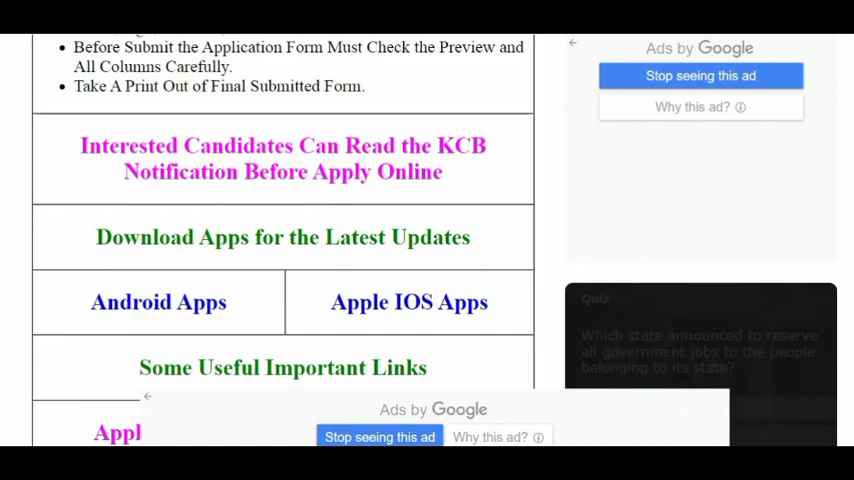 Before Submit the Application Form Must Check the Preview and
All Columns Carefully.
Take A Print Out of Final Submitted Form.
Interested Candidates Can Read the KCB
Notification Before Apply Online
Download Apps for the Latest Updates
Android Apps
Apple IOS Apps
Some Useful Important Links
Appl
Ads by Google
Stop seeing this ad
Why this ad?
Quiz
Which state announced to reserve
all government jobs to the people
belonging to its state?
Ads by Google
Stop seeing this ad
Why this ad?